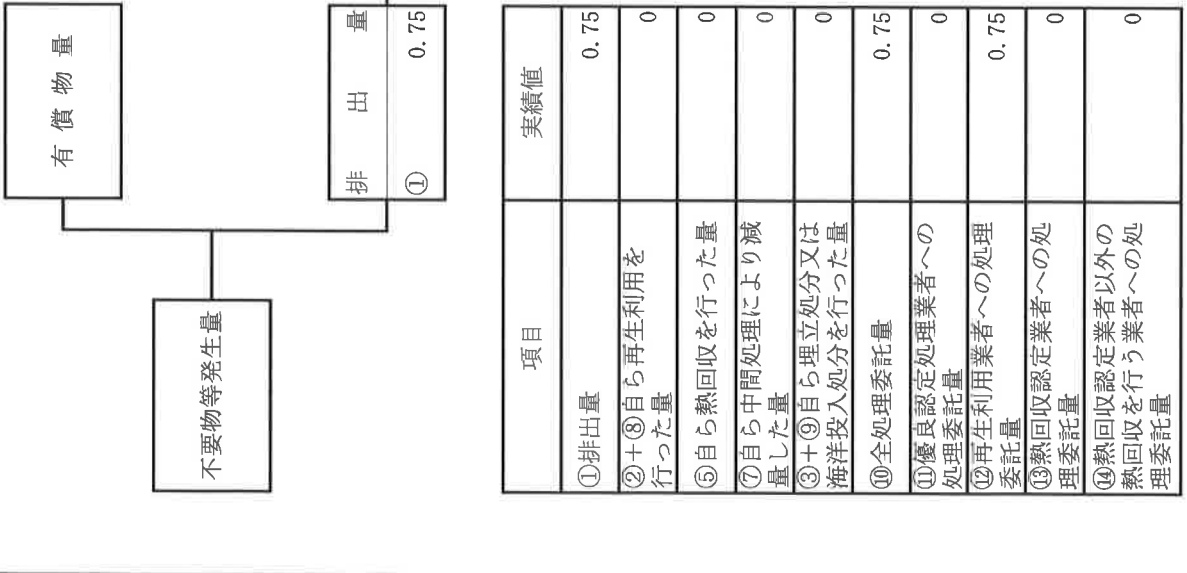 有償物量
不要物等発生量
排出量
① 0.75
項目 実績値
①排出量 0.75
②+⑧自ら再生利用を
行った量 0
⑤自ら熱回収を行った量 0
⑦自ら中間処理により減
量した量 0
③+⑨自ら埋立処分又は
海洋投入処分を行った量 0
⑩全処理委託量 0.75
⑪優良認定処理業者への
処理委託量 0
⑫再生利用業者への処理
委託量 0.75
⑬熱回収認定業者への処
理委託量 0
⑭熱回収認定業者以外の
熱回収を行う業者への処
理委託量 0